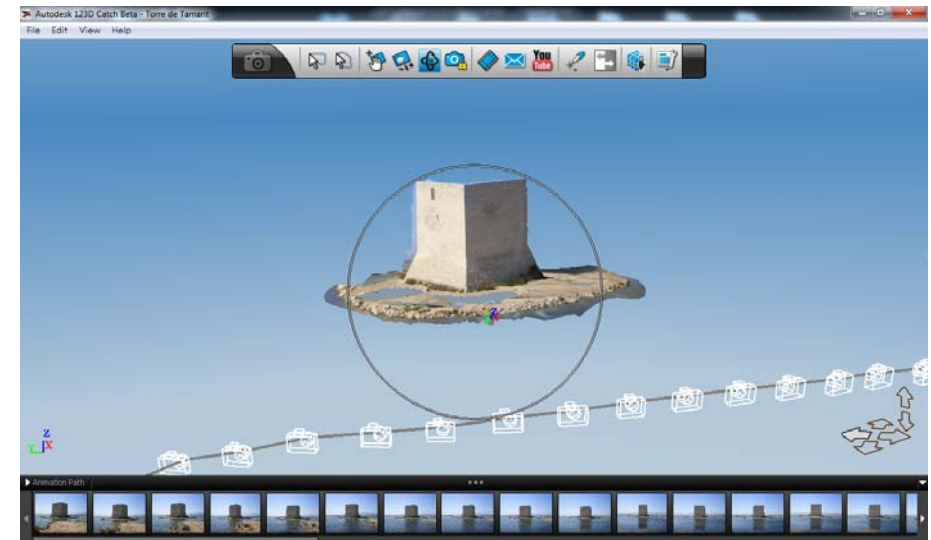 Autodesk 123D Catch Beta - Torre de Tamarit
File Edit View Help
You
Tube
Z
X
Z
Y X
Animation Path